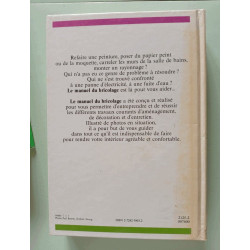 Refaire une peinture, poser du papier peint
ou de la moquette, carreler les murs de la salle de bains,
monter un rayonnage?
Qui n'a pas eu ce genre de problème à résoudre?
Qui ne s'est pas trouvé confronté
à une panne d'électricité, à une fuite d'eau?
Le manuel du bricolage est là pour vous aider...
Le manuel du bricolage a été conçu et réalisé
pour vous permettre d'entreprendre et de réussir
les différents travaux courants d'aménagement,
de décoration et d'entretien.
Illustré de photos en situation,
il a pour but de vous guider
dans tout ce qu'il est indispensable de faire
pour rendre votre intérieur agréable et confortable.